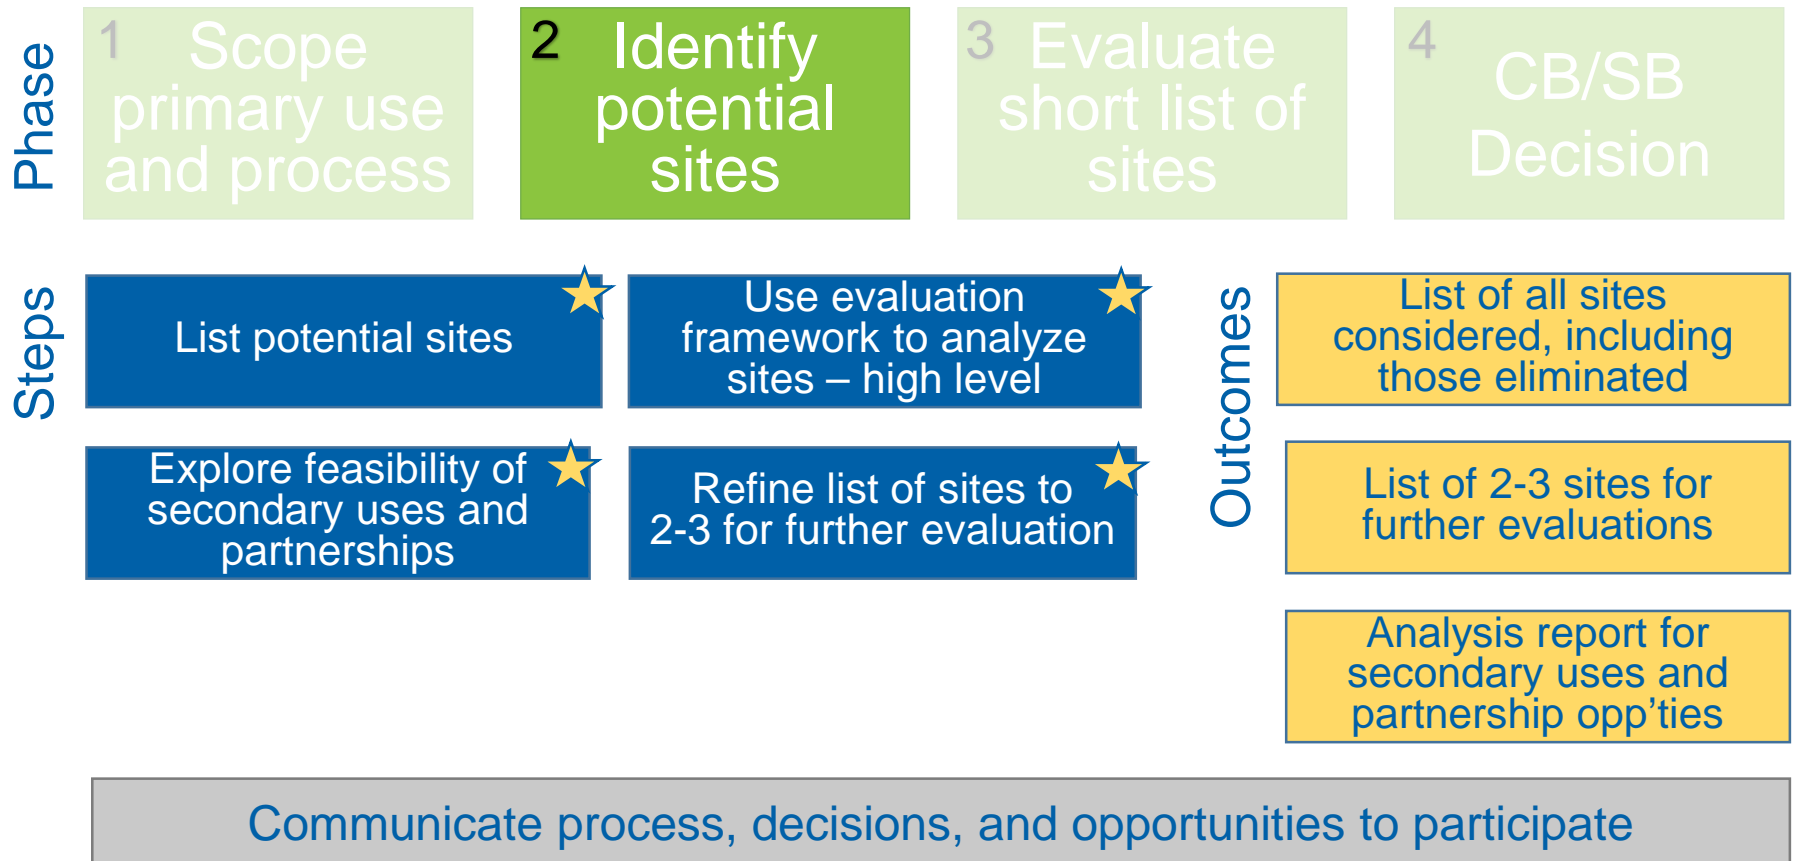 Phase
1
Scope
primary use
and process
2
Identify
potential
sites
3
Evaluate
short list of
sites
4
CB/SB
Decision
Steps
List potential sites
Use evaluation
framework to analyze
sites – high level
Explore feasibility of
secondary uses and
partnerships
Refine list of sites to
2-3 for further evaluation
Outcomes
List of all sites
considered, including
those eliminated
List of 2-3 sites for
further evaluations
Analysis report for
secondary uses and
partnership opp’ties
Communicate process, decisions, and opportunities to participate